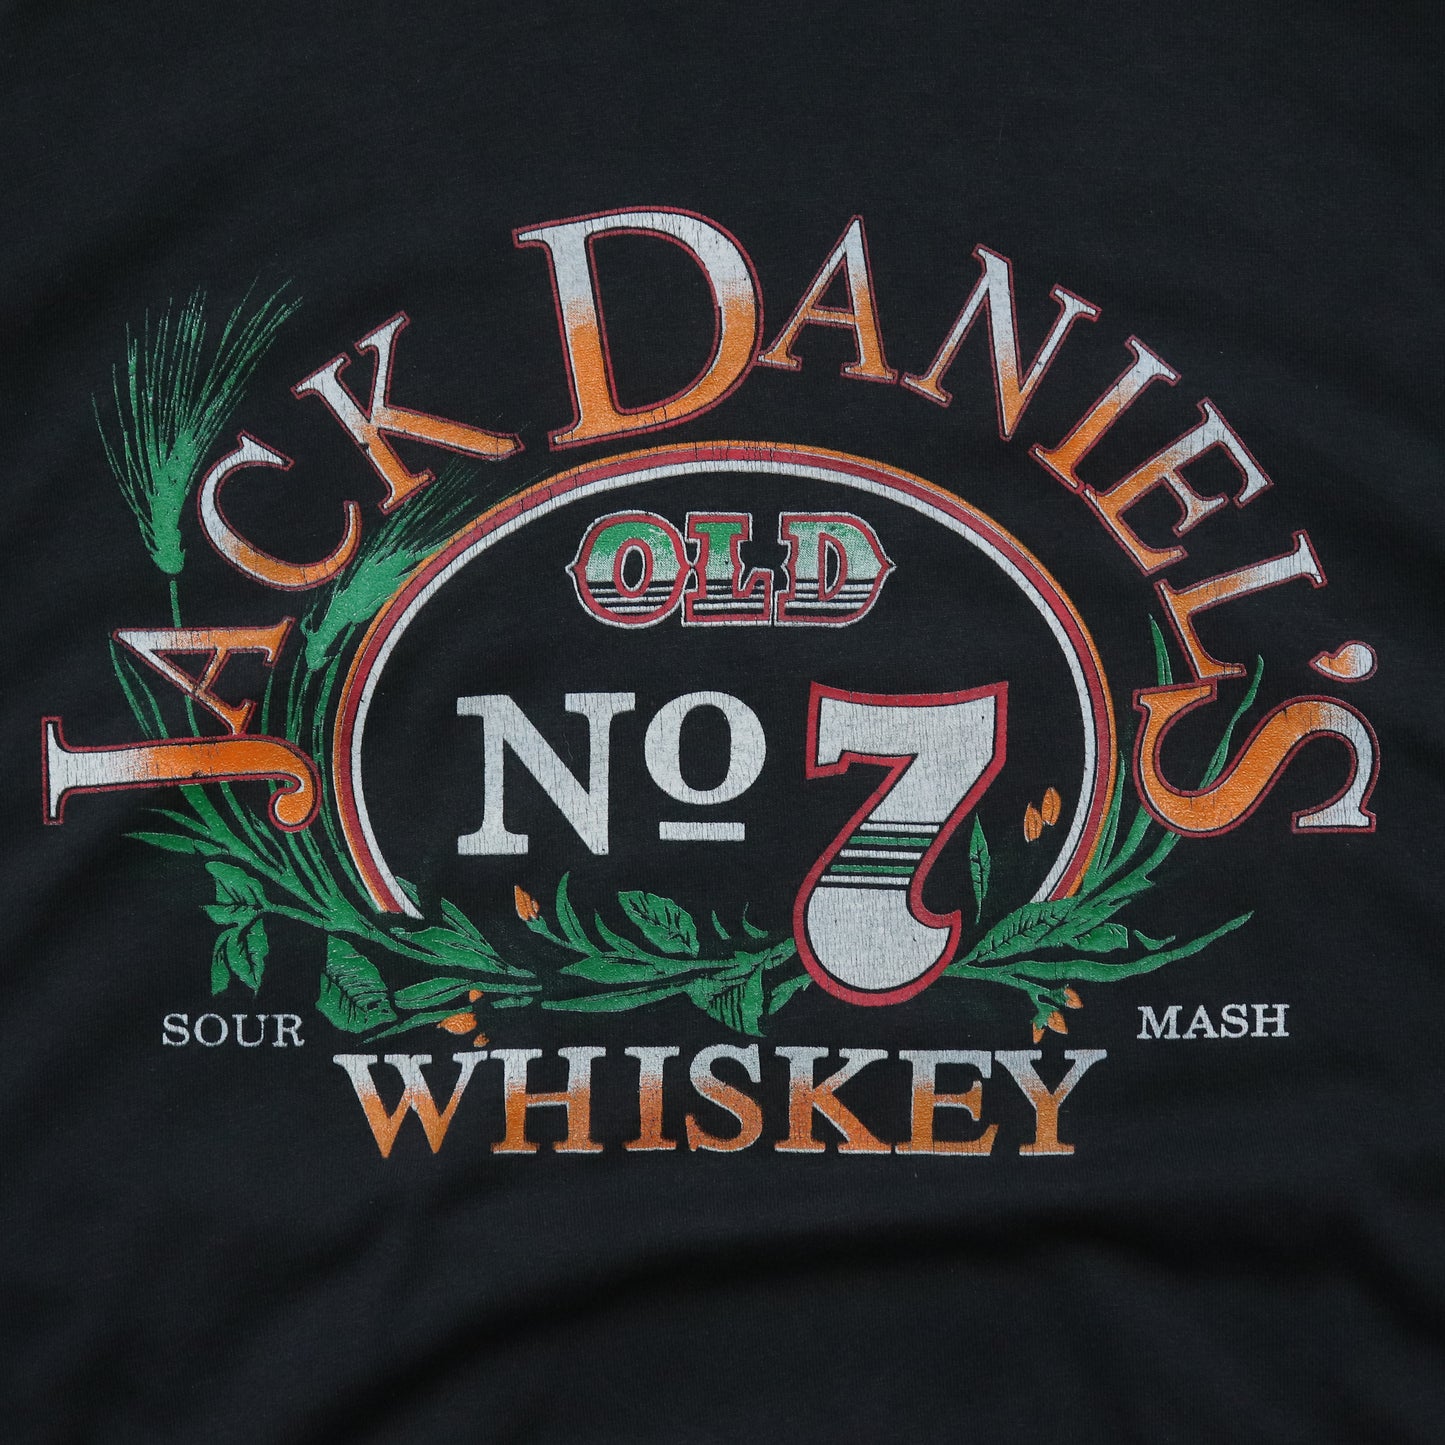 JACK DANIEL'S
OLD
No 7
SOUR MASH
WHISKEY